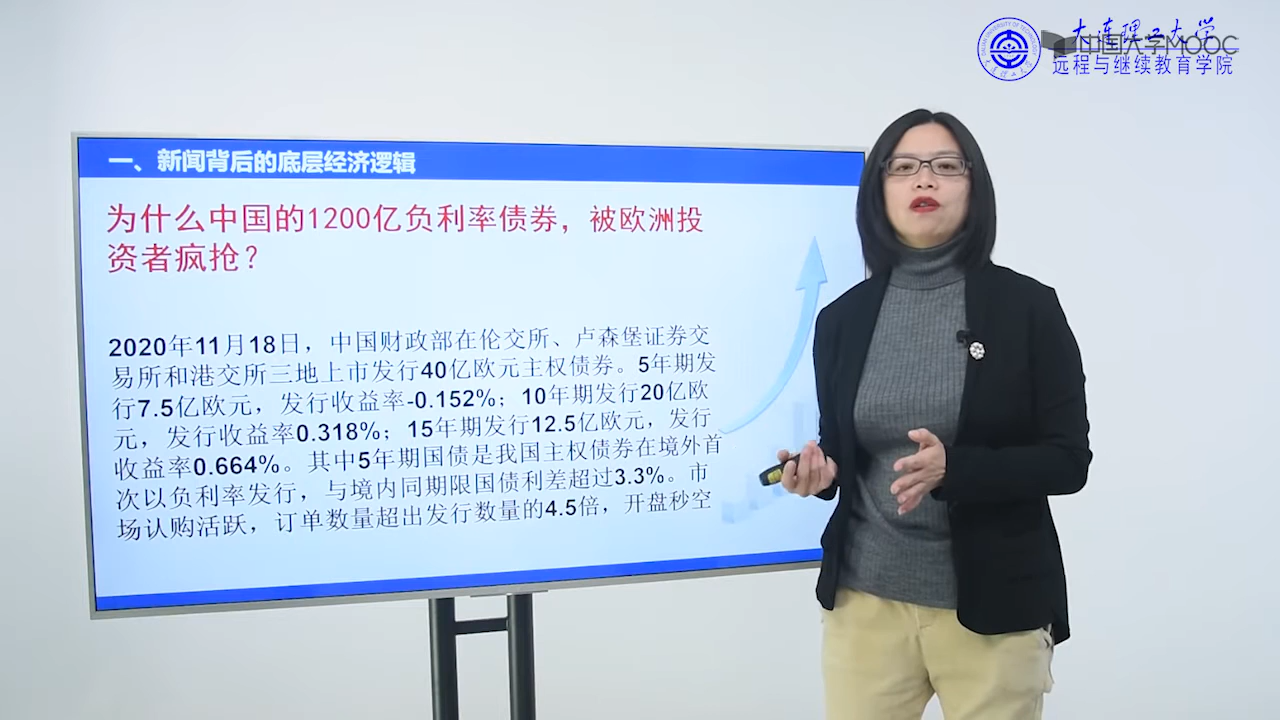 大连理工大学
中国大学MOOC
远程与继续教育学院
一、新闻背后的底层经济逻辑
为什么中国的1200亿负利率债券，被欧洲投
资者疯抢？
2020年11月18日，中国财政部在伦交所、卢森堡证券交
易所和港交所三地上市发行40亿欧元主权债券。5年期发
行7.5亿欧元，发行收益率-0.152%；10年期发行20亿欧
元，发行收益率0.318%；15年期发行12.5亿欧元，发行
收益率0.664%。其中5年期国债是我国主权债券在境外首
次以负利率发行，与境内同期限国债利差超过3.3%。市
场认购活跃，订单数量超出发行数量的4.5倍，开盘秒空